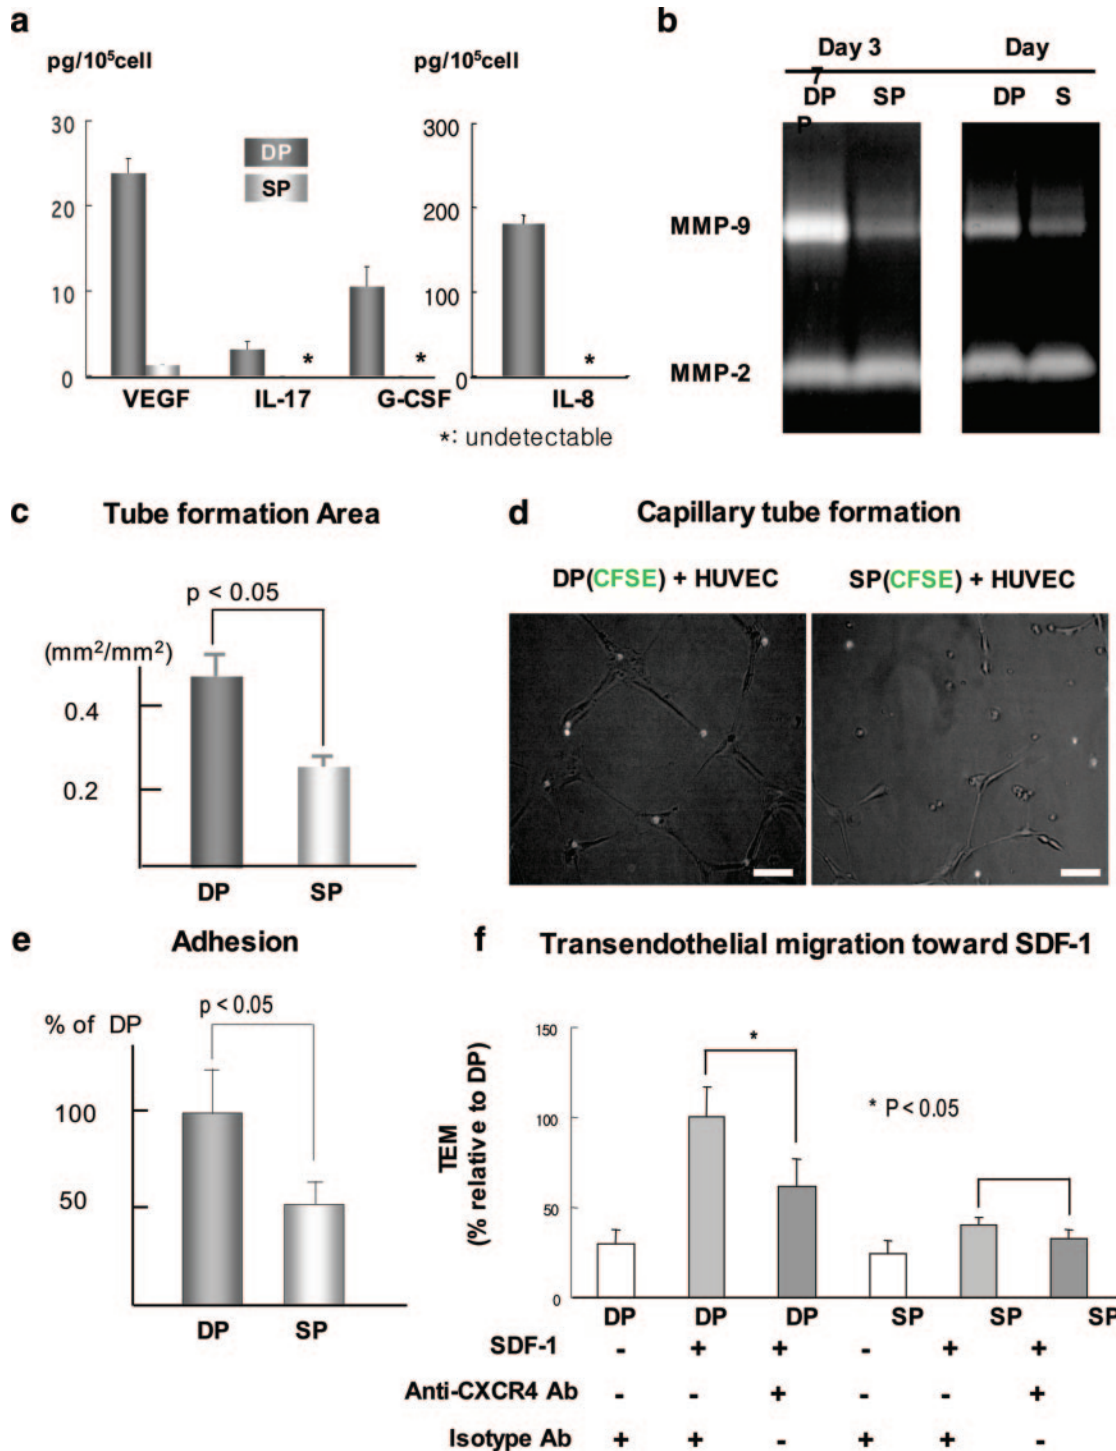 a
pg/10⁵cell
pg/10⁵cell
30
20
10
0
DP
SP
*
*
VEGF IL-17 G-CSF
300
200
100
0
*
IL-8
*: undetectable
b
Day 3 Day
7
DP SP DP S
P
MMP-9
MMP-2
c Tube formation Area
p < 0.05
(mm²/mm²)
0.4
0.2
DP SP
d Capillary tube formation
DP(CFSE) + HUVEC SP(CFSE) + HUVEC
e Adhesion
p < 0.05
% of DP
100
50
DP SP
f Transendothelial migration toward SDF-1
TEM
(% relative to DP)
150
100
50
0
*
* P < 0.05
DP DP DP SP SP SP
SDF-1 - + + - + +
Anti-CXCR4 Ab - - + - - +
Isotype Ab + + - + + -